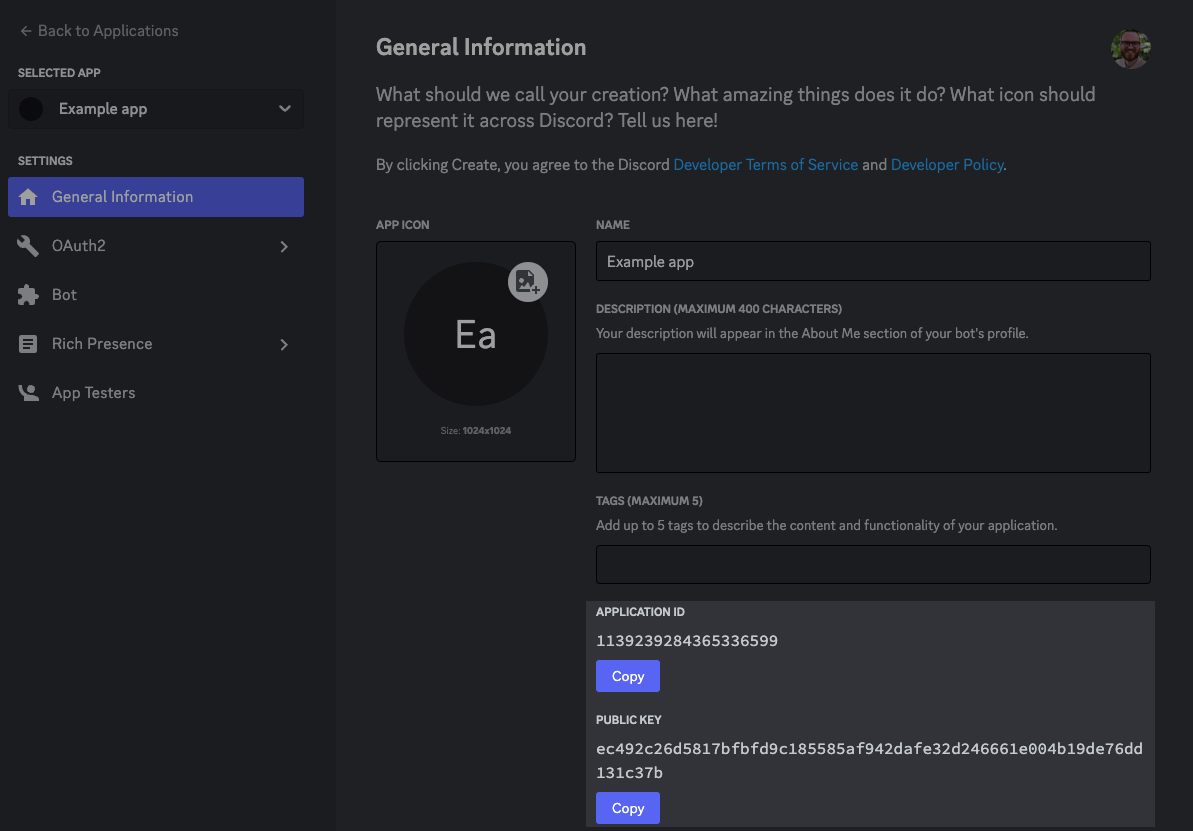 Back to Applications
SELECTED APP
Example app
SETTINGS
General Information
OAuth2
Bot
Rich Presence
App Testers
General Information
What should we call your creation? What amazing things does it do? What icon should
represent it across Discord? Tell us here!
By clicking Create, you agree to the Discord Developer Terms of Service and Developer Policy.
APP ICON
Ea
Size: 1024x1024
NAME
Example app
DESCRIPTION (MAXIMUM 400 CHARACTERS)
Your description will appear in the About Me section of your bot's profile.
TAGS (MAXIMUM 5)
Add up to 5 tags to describe the content and functionality of your application.
APPLICATION ID
1139239284365336599
Copy
PUBLIC KEY
ec492c26d5817bfbfd9c185585af942dafe32d246661e004b19de76dd
131c37b
Copy